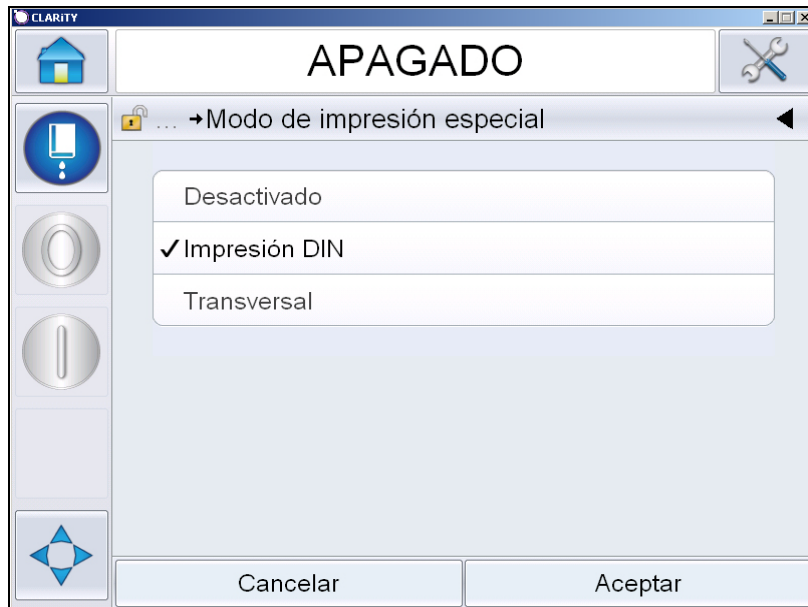 CLARiTY
APAGADO
... →Modo de impresión especial
Desactivado
✓Impresión DIN
Transversal
Cancelar
Aceptar